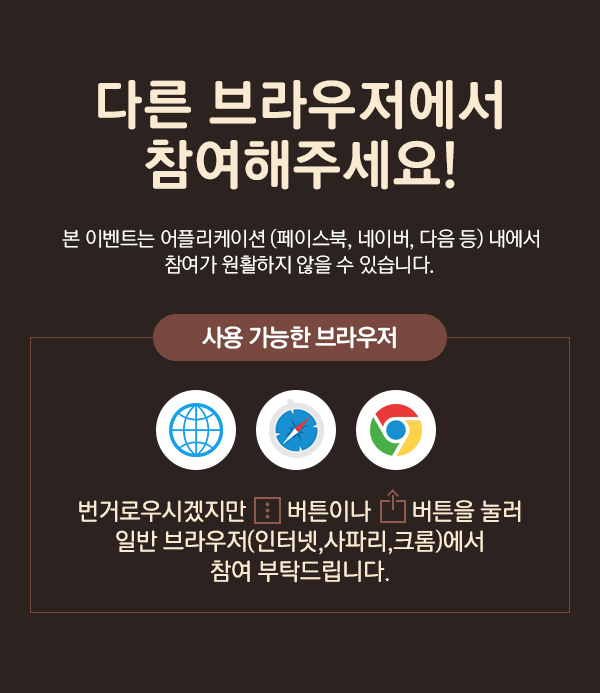 다른 브라우저에서
참여해주세요!
본 이벤트는 어플리케이션 (페이스북, 네이버, 다음 등) 내에서
참여가 원활하지 않을 수 있습니다.
사용 가능한 브라우저
번거로우시겠지만 버튼이나 버튼을 눌러
일반 브라우저(인터넷,사파리,크롬)에서
참여 부탁드립니다.